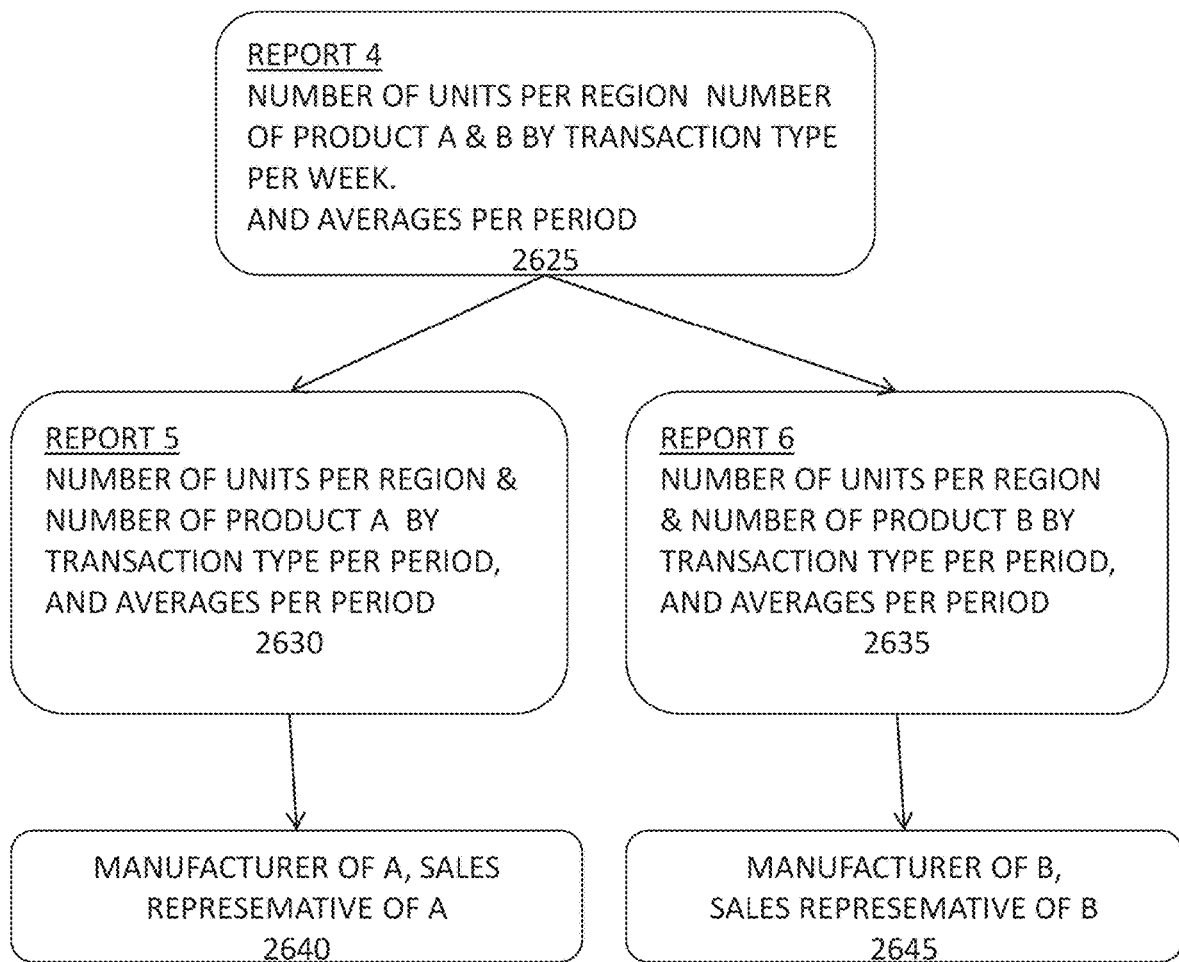 REPORT 4
NUMBER OF UNITS PER REGION NUMBER
OF PRODUCT A & B BY TRANSACTION TYPE
PER WEEK.
AND AVERAGES PER PERIOD
2625
REPORT 5
NUMBER OF UNITS PER REGION &
NUMBER OF PRODUCT A BY
TRANSACTION TYPE PER PERIOD,
AND AVERAGES PER PERIOD
2630
REPORT 6
NUMBER OF UNITS PER REGION
& NUMBER OF PRODUCT B BY
TRANSACTION TYPE PER PERIOD,
AND AVERAGES PER PERIOD
2635
MANUFACTURER OF A, SALES
REPRESEMATIVE OF A
2640
MANUFACTURER OF B,
SALES REPRESEMATIVE OF B
2645